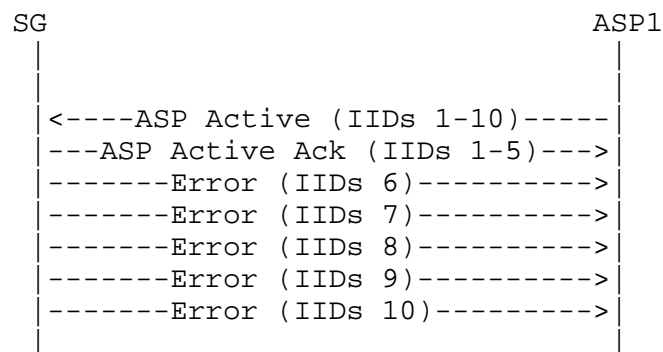 SG ASP1
| |
| |
|<----ASP Active (IIDs 1-10)-----|
|---ASP Active Ack (IIDs 1-5)--->|
|-------Error (IIDs 6)---------->|
|-------Error (IIDs 7)---------->|
|-------Error (IIDs 8)---------->|
|-------Error (IIDs 9)---------->|
|-------Error (IIDs 10)--------->|
| |